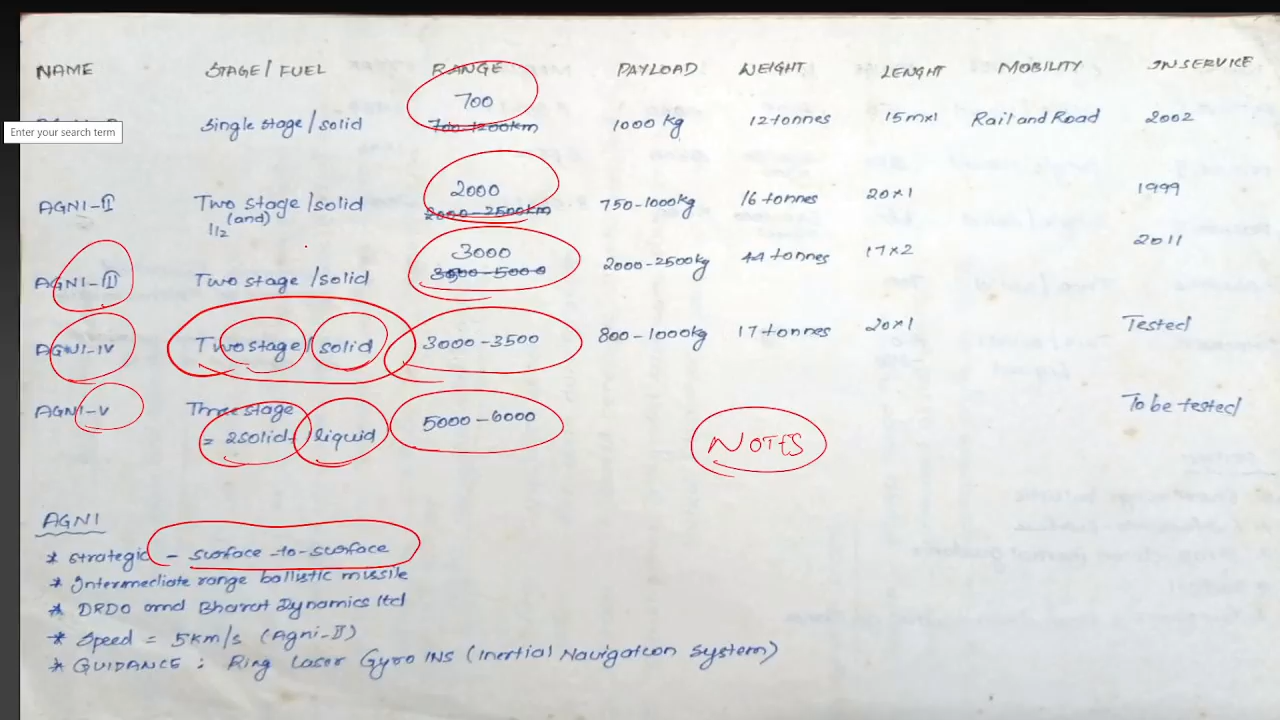 NAME STAGE/FUEL RANGE PAYLOAD WEIGHT LENGHT MOBILITY INSERVICE
700
Enter your search term
Single stage/solid 700-1200km 1000 kg 12 tonnes 15mx1 Rail and Road 2002
2000
AGNI-II Two stage/solid 2000-2500km 750-1000kg 16 tonnes 20x1 1999
(and)
1/2
3000
AGNI-III Two stage/solid 2000-2500kg 44 tonnes 17x2 2011
AGNI-IV Two stage/solid 3000-3500 800-1000kg 17 tonnes 20x1 Tested
AGNI-V Three stage 5000-6000 To be tested
= 2solid+ liquid
NOTES
AGNI
* Strategic - surface-to-surface
* Intermediate range ballistic missile
* DRDO and Bharat Dynamics ltd
* Speed = 5km/s (Agni-II)
* GUIDANCE : Ring Laser Gyro INS (Inertial Navigation System)